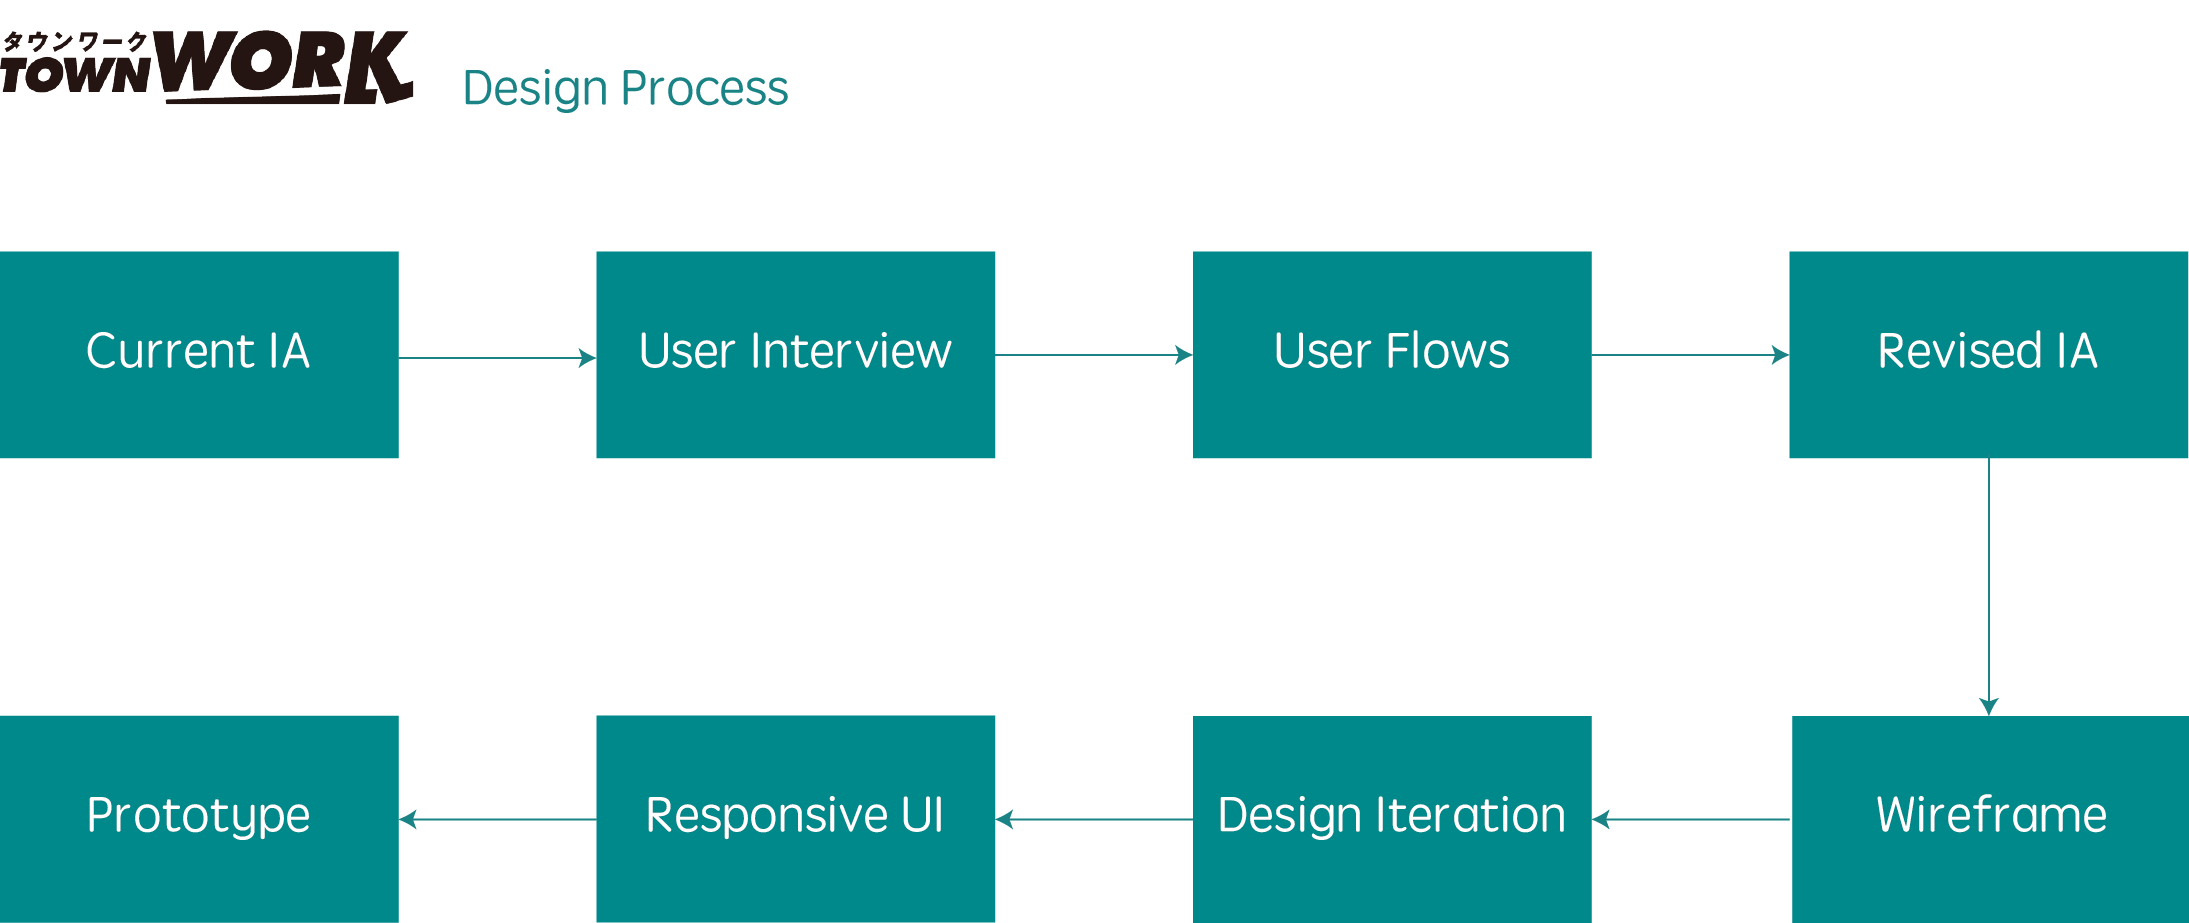 タウンワーク
TOWNWORK
Design Process
Current IA
User Interview
User Flows
Revised IA
Wireframe
Design Iteration
Responsive UI
Prototype